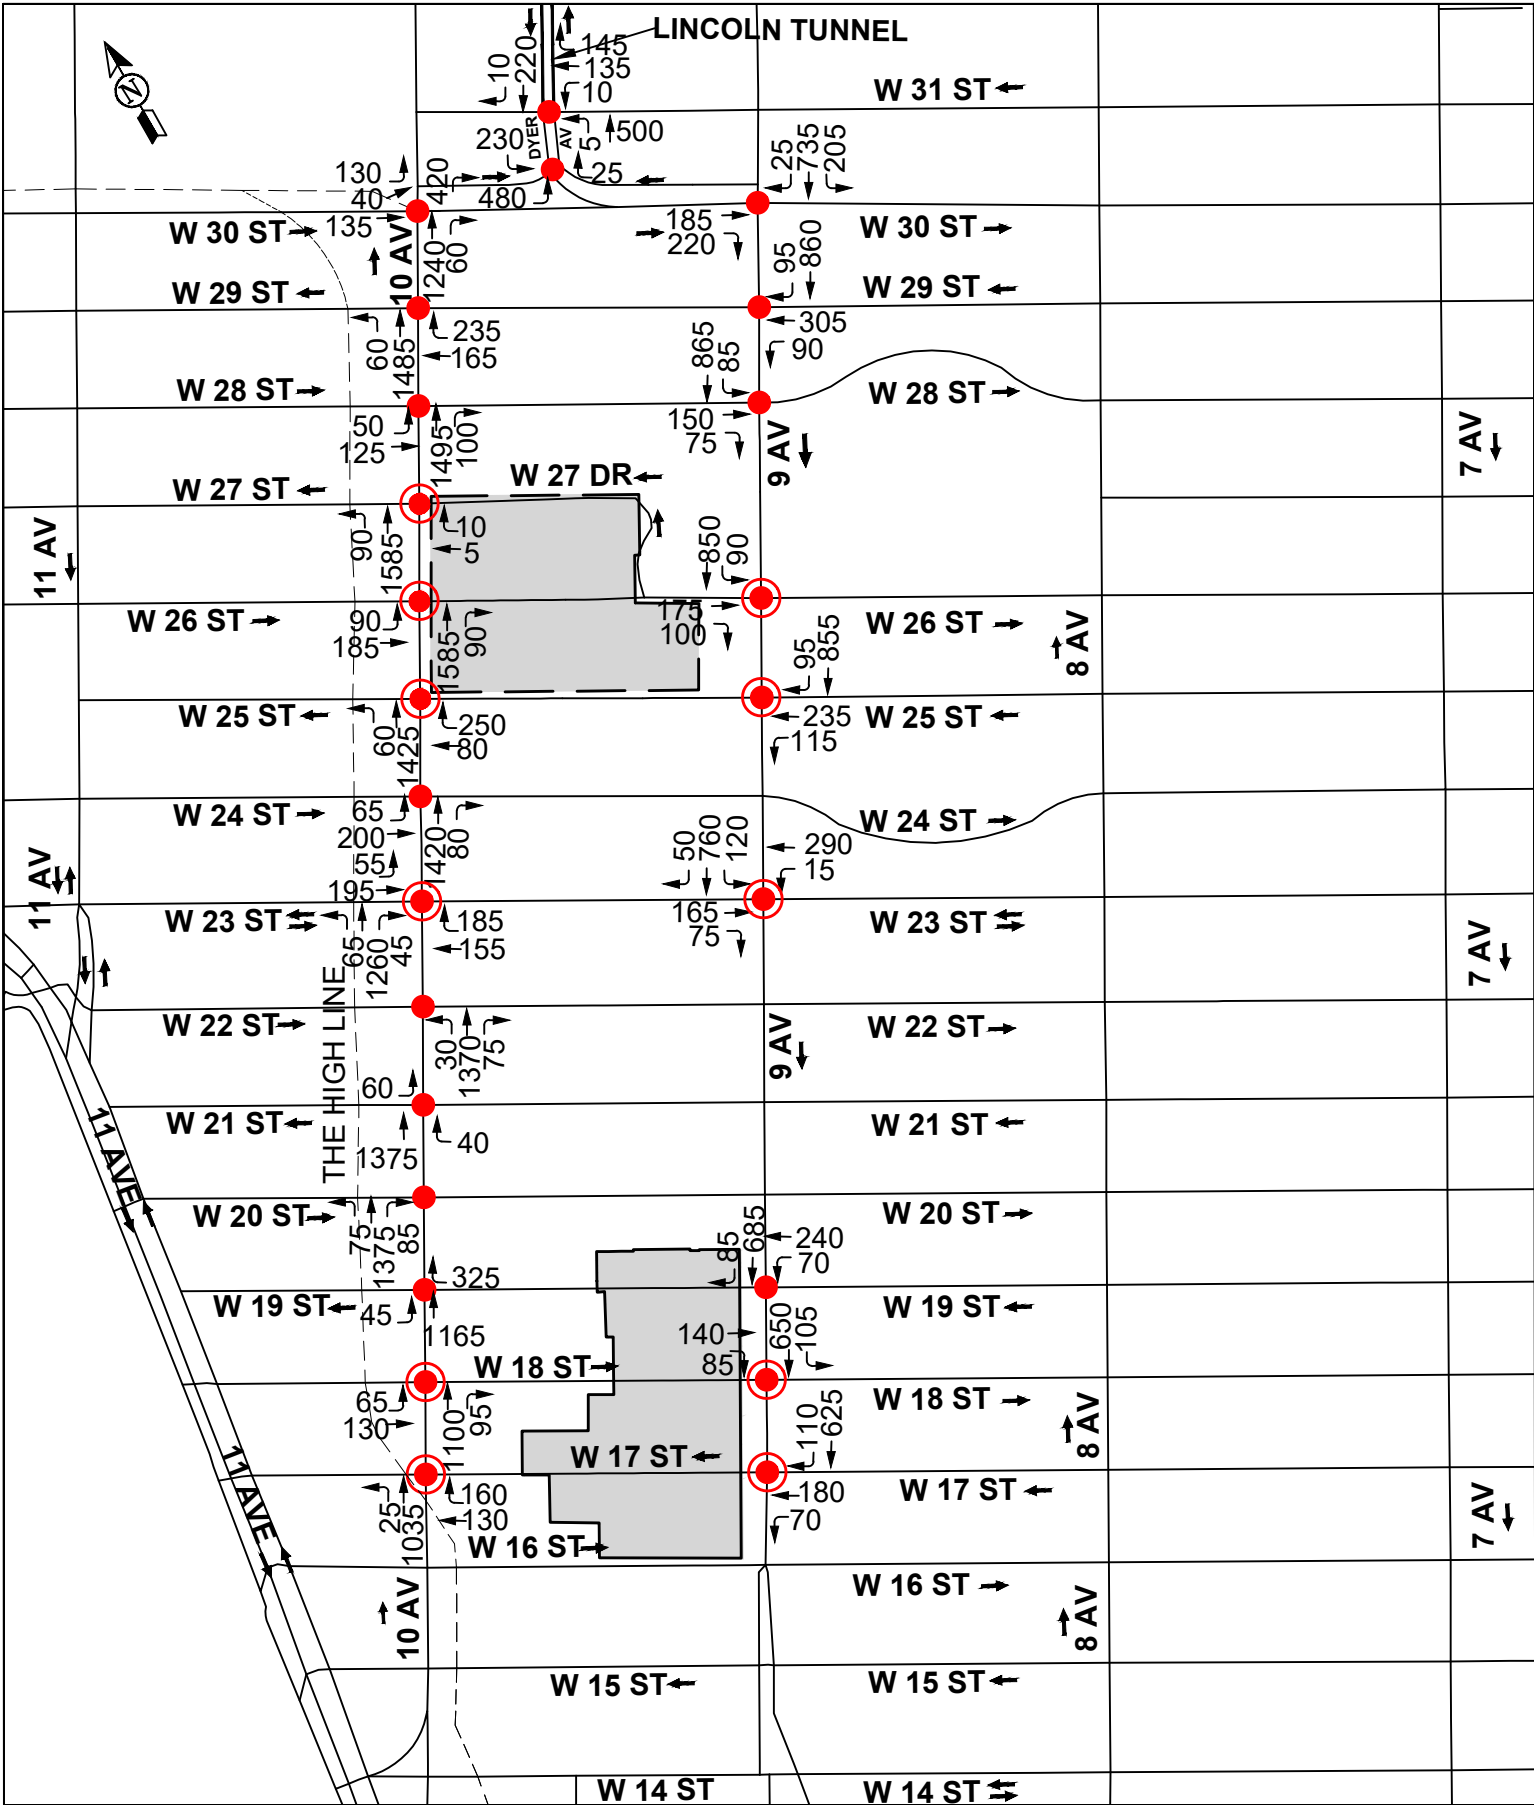 LINCOLN TUNNEL
10
220
145
135
10
W 31 ST
N
230
DYER
AV
5
500
25
735
205
130
40
420
480
25
135
W 30 ST
185
220
W 30 ST
10 AV
1240
60
95
860
W 29 ST
W 29 ST
60
1485
235
165
865
85
305
90
W 28 ST
W 28 ST
50
125
1495
100
150
75
9 AV
7 AV
W 27 DR
W 27 ST
11 AV
90
1585
10
5
850
90
W 26 ST
90
185
1585
90
175
100
W 26 ST
8 AV
95
855
W 25 ST
60
1425
250
80
235
115
W 25 ST
W 24 ST
65
200
1420
80
W 24 ST
11 AV
55
195
50
760
120
290
15
W 23 ST
65
1260
45
185
155
165
75
W 23 ST
7 AV
THE HIGH LINE
W 22 ST
30
1370
75
9 AV
W 22 ST
60
11 AVE
W 21 ST
1375
40
W 21 ST
W 20 ST
75
1375
85
85
685
240
70
W 20 ST
325
W 19 ST
45
1165
140
85
650
105
W 19 ST
W 18 ST
65
130
1100
95
W 18 ST
8 AV
110
625
11 AVE
W 17 ST
25
1035
160
130
180
70
W 17 ST
7 AV
W 16 ST
10 AV
W 16 ST
8 AV
W 15 ST
W 15 ST
W 14 ST
W 14 ST